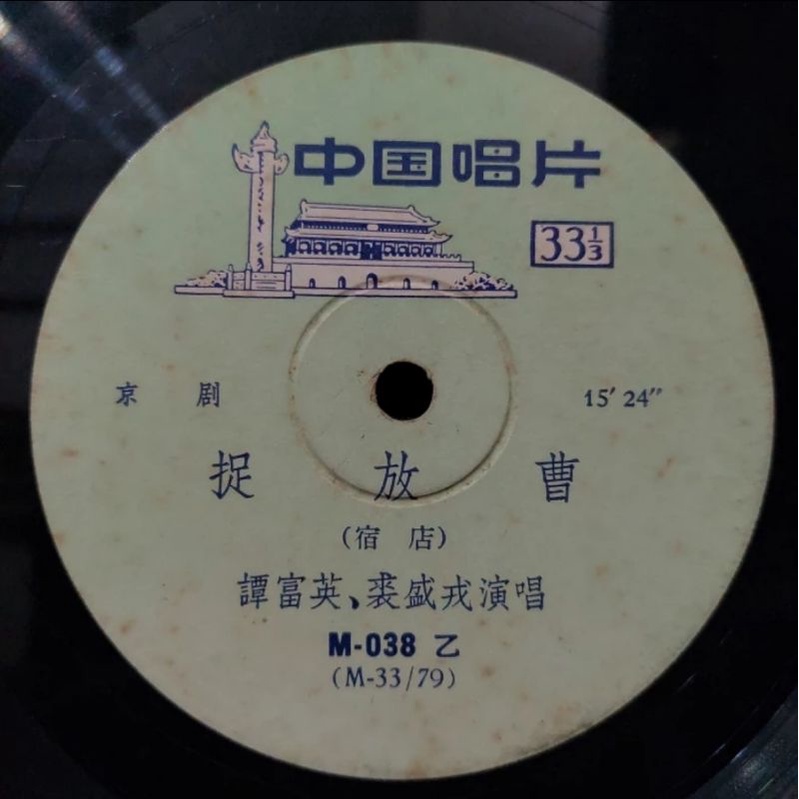 中国唱片
33⅓
京剧 15′24″
捉放曹
(宿店)
譚富英、裘盛戎演唱
M-038 乙
(M-33/79)